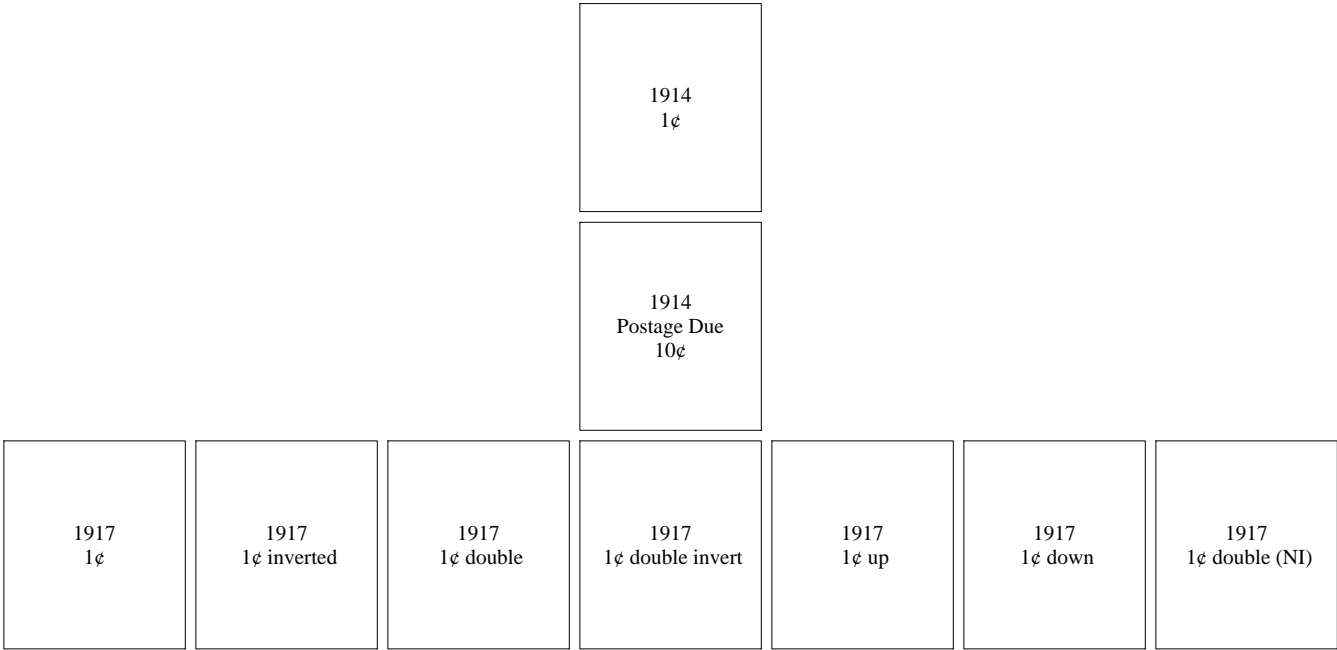 1914
1¢
1914
Postage Due
10¢
1917
1¢
1917
1¢ inverted
1917
1¢ double
1917
1¢ double invert
1917
1¢ up
1917
1¢ down
1917
1¢ double (NI)